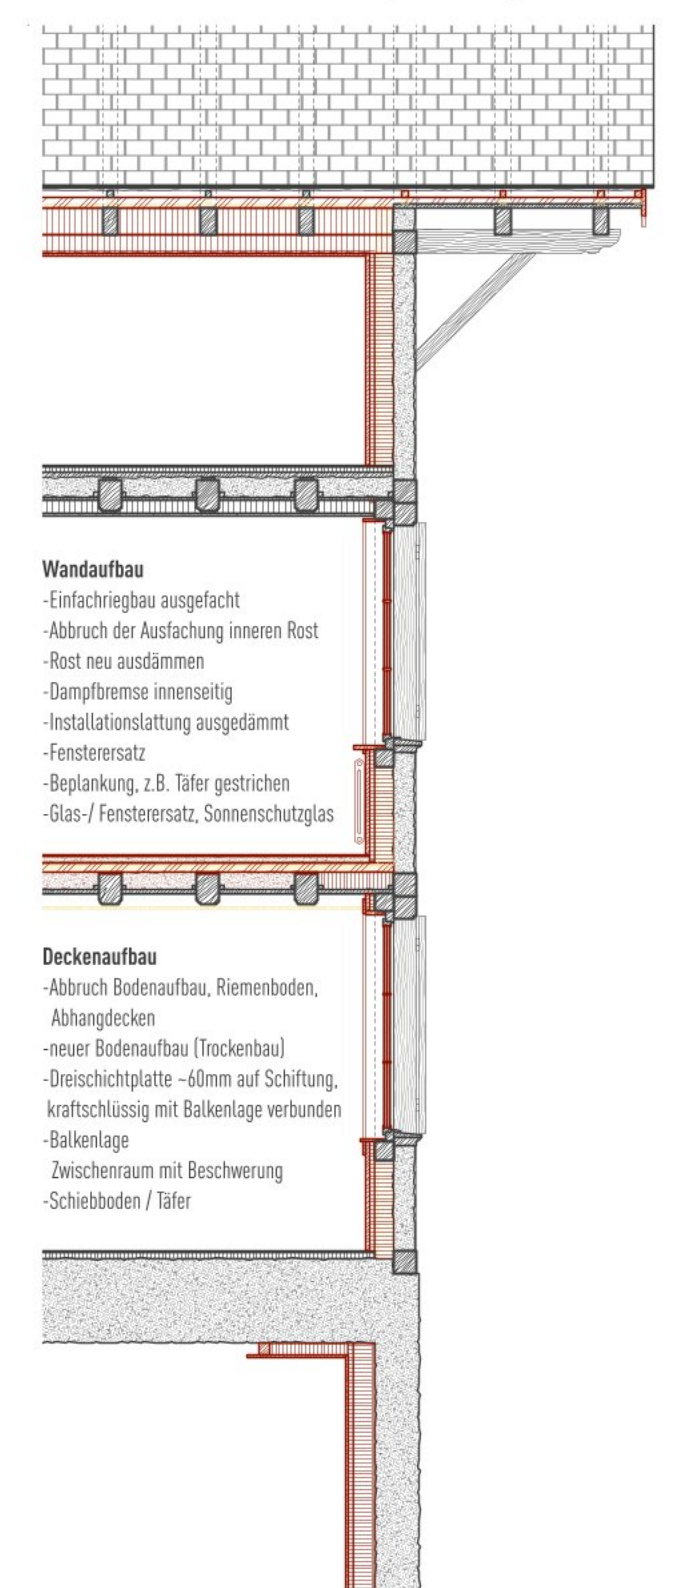 Wandaufbau
-Einfachriegbau ausgefacht
-Abbruch der Ausfachung inneren Rost
-Rost neu ausdämmen
-Dampfbremse innenseitig
-Installationslattung ausgedämmt
-Fensterersatz
-Beplankung, z.B. Täfer gestrichen
-Glas-/ Fensterersatz, Sonnenschutzglas
Deckenaufbau
-Abbruch Bodenaufbau, Riemenboden,
Abhangdecken
-neuer Bodenaufbau (Trockenbau)
-Dreischichtplatte ~60mm auf Schiftung,
kraftschlüssig mit Balkenlage verbunden
-Balkenlage
Zwischenraum mit Beschwerung
-Schiebboden / Täfer